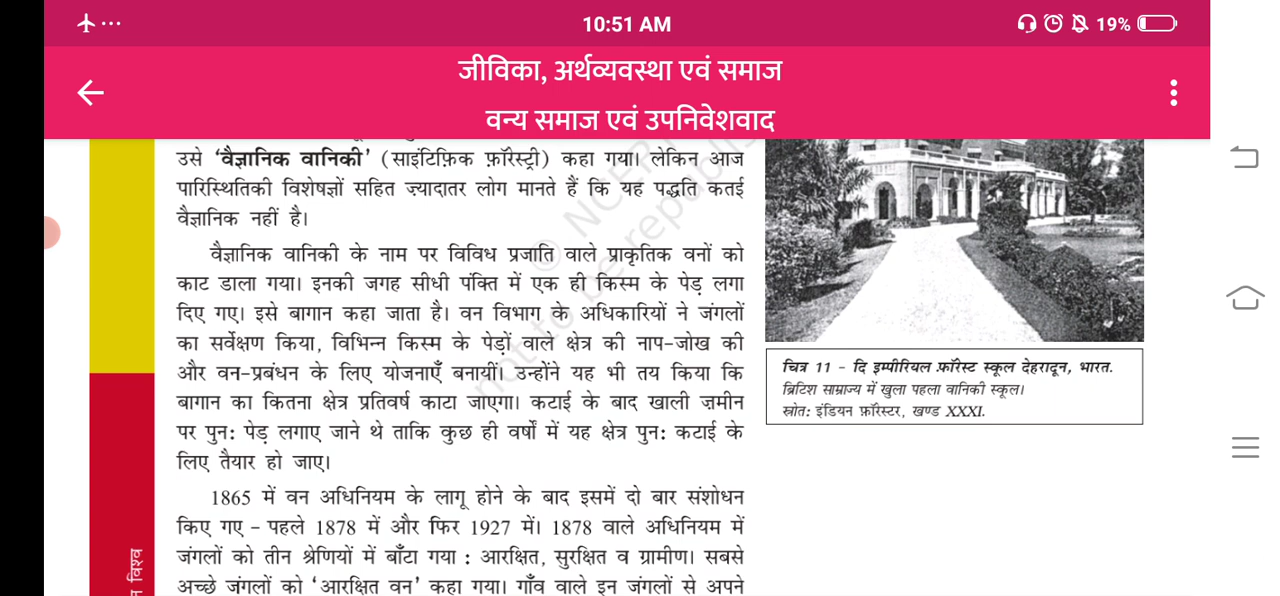 10:51 AM
19%
जीविका, अर्थव्यवस्था एवं समाज
वन्य समाज एवं उपनिवेशवाद
उसे ‘वैज्ञानिक वानिकी’ (साइंटिफ़िक फ़ॉरेस्ट्री) कहा गया। लेकिन आज
पारिस्थितिकी विशेषज्ञों सहित ज़्यादातर लोग मानते हैं कि यह पद्धति कतई
वैज्ञानिक नहीं है।
वैज्ञानिक वानिकी के नाम पर विविध प्रजाति वाले प्राकृतिक वनों को
काट डाला गया। इनकी जगह सीधी पंक्ति में एक ही किस्म के पेड़ लगा
दिए गए। इसे बागान कहा जाता है। वन विभाग के अधिकारियों ने जंगलों
का सर्वेक्षण किया, विभिन्न किस्म के पेड़ों वाले क्षेत्र की नाप-जोख की
और वन-प्रबंधन के लिए योजनाएँ बनायीं। उन्होंने यह भी तय किया कि
बागान का कितना क्षेत्र प्रतिवर्ष काटा जाएगा। कटाई के बाद खाली ज़मीन
पर पुन: पेड़ लगाए जाने थे ताकि कुछ ही वर्षों में यह क्षेत्र पुन: कटाई के
लिए तैयार हो जाए।
1865 में वन अधिनियम के लागू होने के बाद इसमें दो बार संशोधन
किए गए - पहले 1878 में और फिर 1927 में। 1878 वाले अधिनियम में
जंगलों को तीन श्रेणियों में बाँटा गया : आरक्षित, सुरक्षित व ग्रामीण। सबसे
अच्छे जंगलों को ‘आरक्षित वन’ कहा गया। गाँव वाले इन जंगलों से अपने
चित्र 11 - दि इम्पीरियल फ़ॉरेस्ट स्कूल देहरादून, भारत.
ब्रिटिश साम्राज्य में खुला पहला वानिकी स्कूल।
स्रोत: इंडियन फ़ॉरेस्टर, खण्ड XXXI.
© NCERT
not to be republis
विश्व